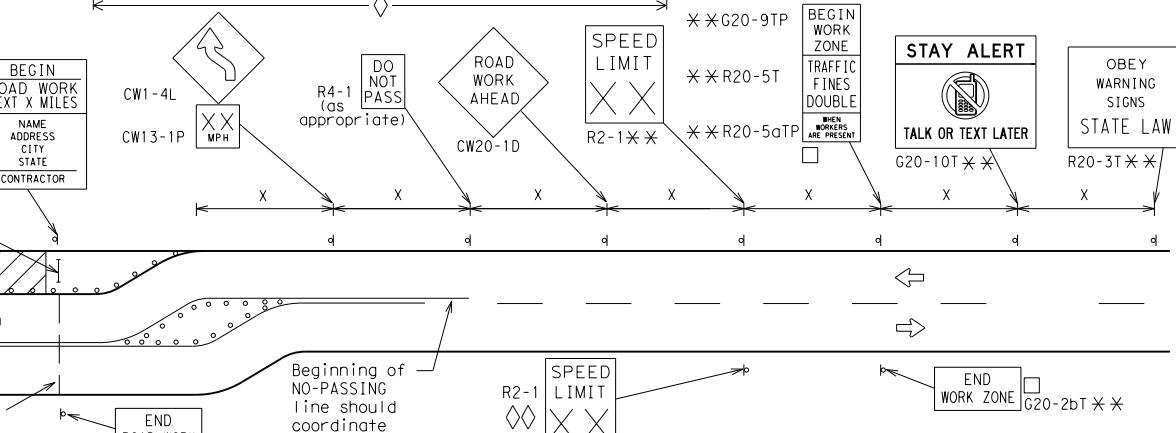 BEGIN
ROAD WORK
NEXT X MILES
NAME
ADDRESS
CITY
STATE
CONTRACTOR
CW1-4L
CW13-1P
XX
MPH
R4-1
(as
appropriate)
DO
NOT
PASS
ROAD
WORK
AHEAD
CW20-1D
SPEED
LIMIT
X X
R2-1**
**G20-9TP
**R20-5T
**R20-5aTP
BEGIN
WORK
ZONE
TRAFFIC
FINES
DOUBLE
WHEN
WORKERS
ARE PRESENT
STAY ALERT
TALK OR TEXT LATER
G20-10T**
OBEY
WARNING
SIGNS
STATE LAW
R20-3T**
X X X X X X X
Beginning of
NO-PASSING
line should
coordinate
R2-1
SPEED
LIMIT
X X
END
WORK ZONE
G20-2bT**
END
ROAD WORK